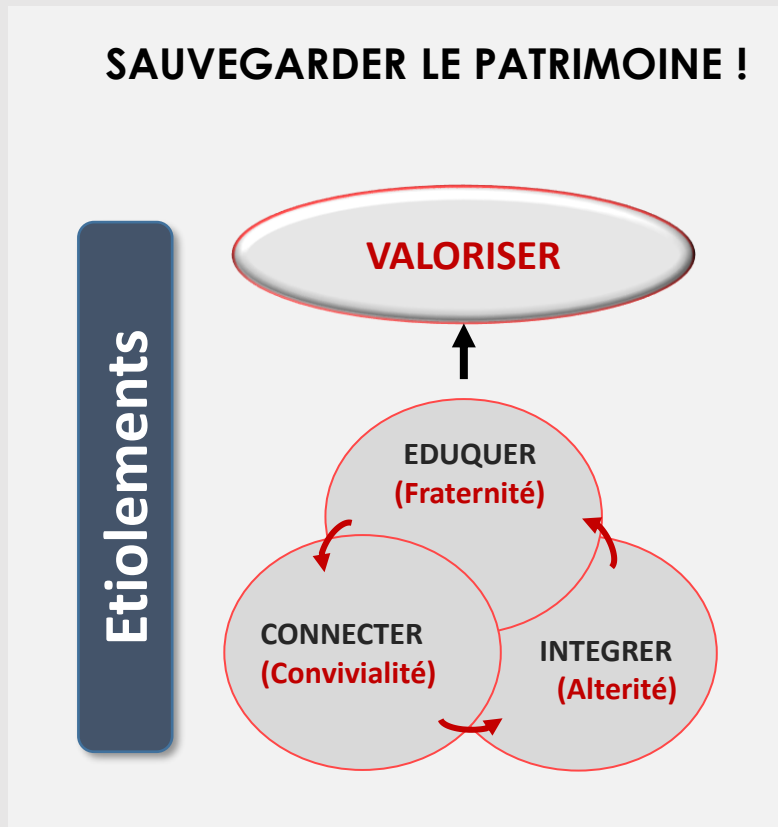 SAUVEGARDER LE PATRIMOINE !
Etiolements
VALORISER
EDUQUER
(Fraternité)
CONNECTER
(Convivialité)
INTEGRER
(Alterité)